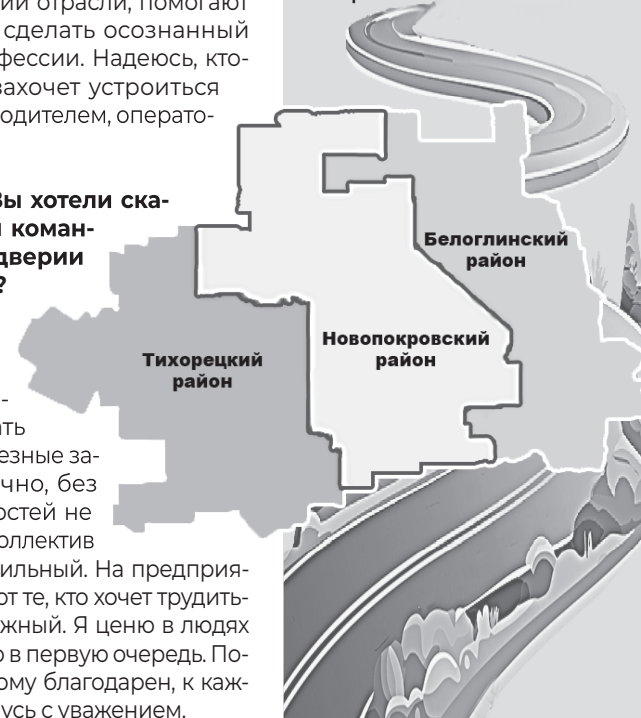 ии отрасли, помогают
сделать осознанный
фессии. Надеюсь, кто-
захочет устроиться
одителем, операто-
Вы хотели ска-
коман-
дверии
?
-
ать
езные за-
чно, без
остей не
оллектив
ильный. На предприя-
от те, кто хочет трудить-
жный. Я ценю в людях
о в первую очередь. По-
ому благодарен, к каж-
усь с уважением.
Белоглинский
район
Новопокровский
район
Тихорецкий
район